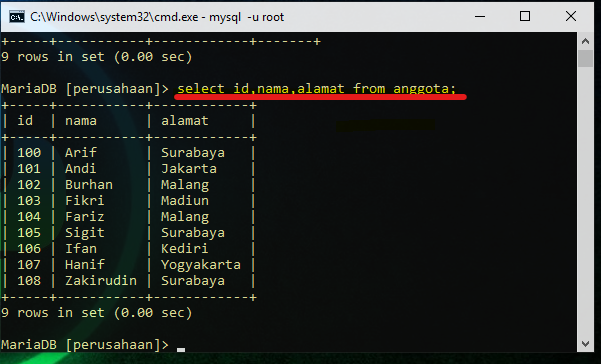 C:\Windows\system32\cmd.exe - mysql  -u root
+-----+-----------+------------+-------+
9 rows in set (0.00 sec)
MariaDB [perusahaan]> select id,nama,alamat from anggota;
+-----+-----------+------------+
| id  | nama      | alamat     |
+-----+-----------+------------+
| 100 | Arif      | Surabaya   |
| 101 | Andi      | Jakarta    |
| 102 | Burhan    | Malang     |
| 103 | Fikri     | Madiun     |
| 104 | Fariz     | Malang     |
| 105 | Sigit     | Surabaya   |
| 106 | Ifan      | Kediri     |
| 107 | Hanif     | Yogyakarta |
| 108 | Zakirudin | Surabaya   |
+-----+-----------+------------+
9 rows in set (0.00 sec)
MariaDB [perusahaan]> _